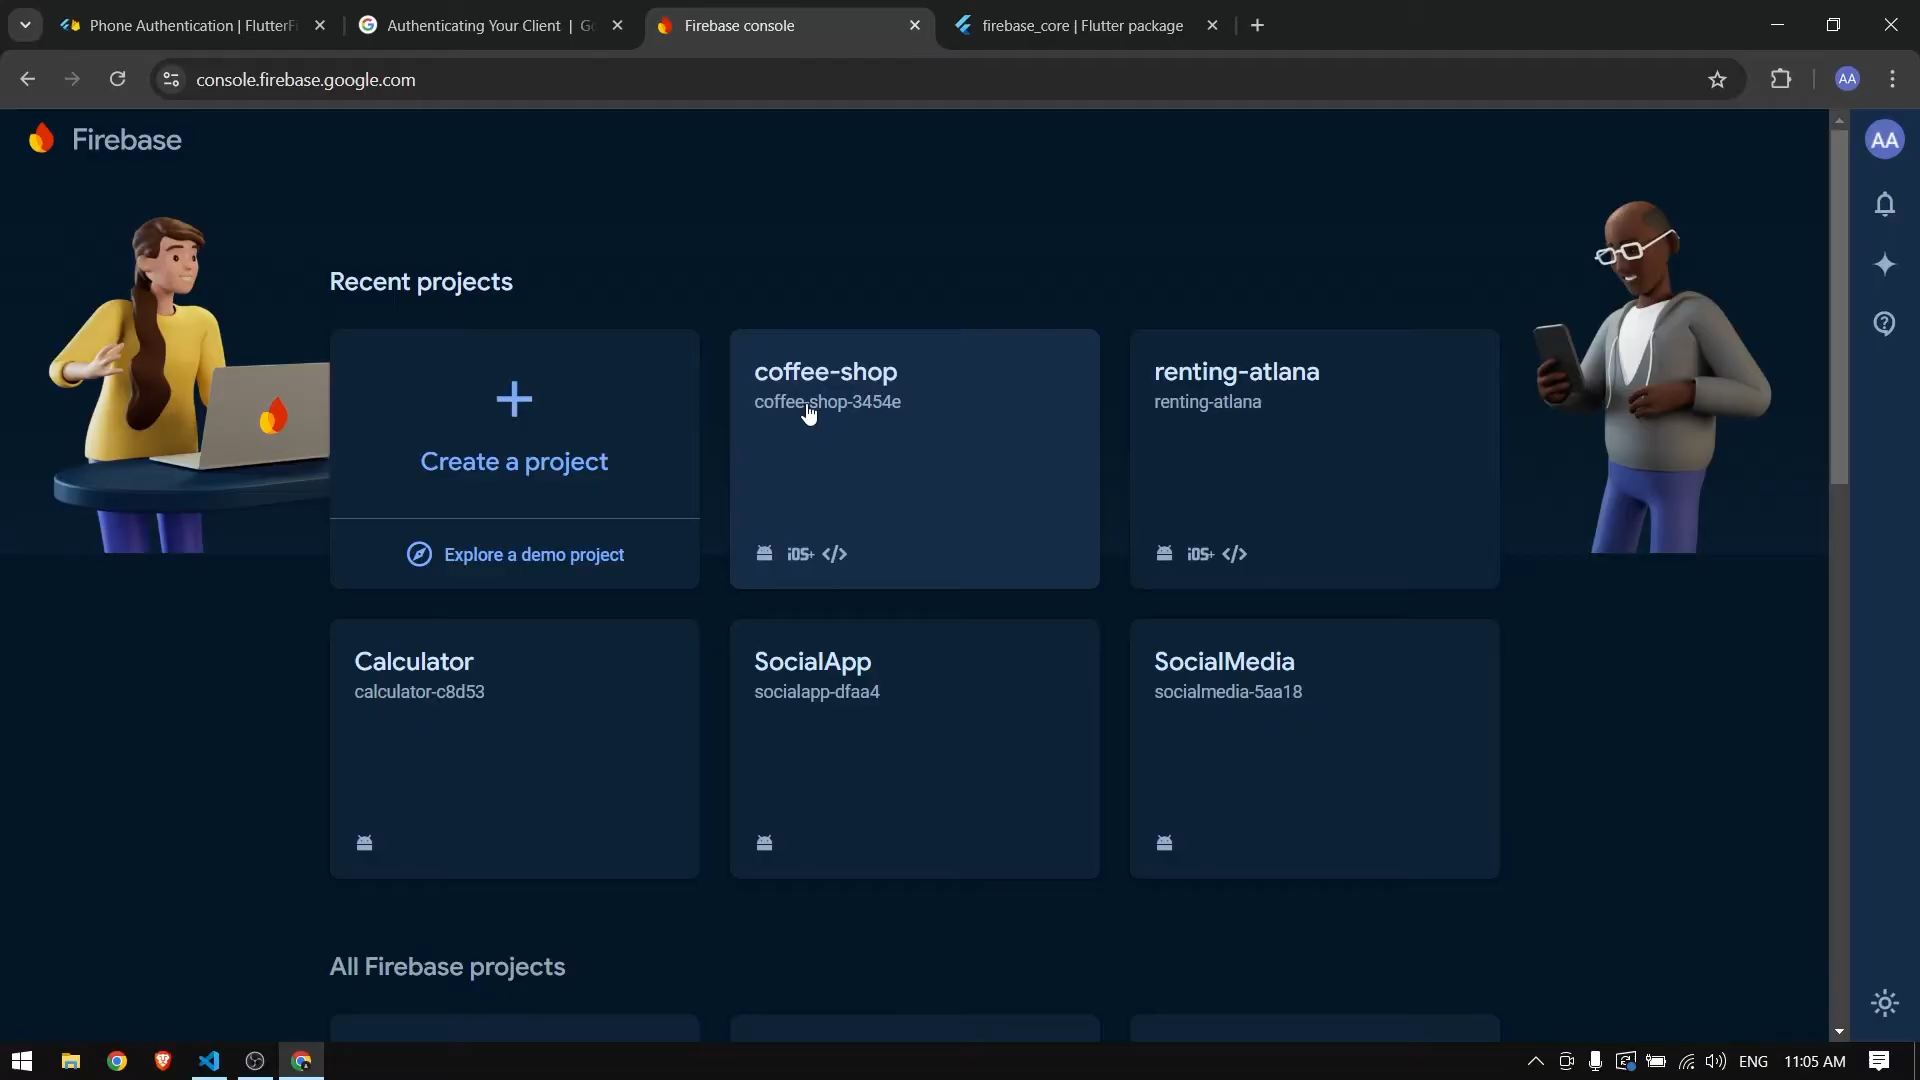 Phone Authentication | FlutterFi
Authenticating Your Client | Go
Firebase console
firebase_core | Flutter package
console.firebase.google.com
AA
Firebase
AA
Recent projects
Create a project
Explore a demo project
coffee-shop
coffee-shop-3454e
iOS+ </>
renting-atlana
renting-atlana
iOS+ </>
Calculator
calculator-c8d53
SocialApp
socialapp-dfaa4
SocialMedia
socialmedia-5aa18
All Firebase projects
ENG
11:05 AM